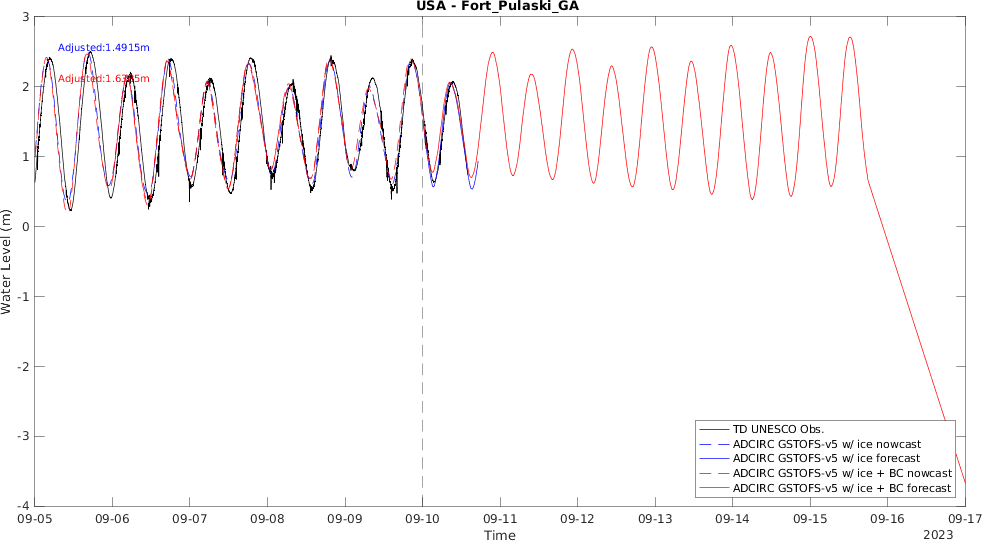 USA - Fort_Pulaski_GA
3
2
1
0
-1
-2
-3
-4
Water Level (m)
Adjusted:1.4915m
TD UNESCO Obs.
ADCIRC GSTOFS-v5 w/ ice nowcast
ADCIRC GSTOFS-v5 w/ ice forecast
ADCIRC GSTOFS-v5 w/ ice + BC nowcast
ADCIRC GSTOFS-v5 w/ ice + BC forecast
09-05 09-06 09-07 09-08 09-09 09-10 09-11 09-12 09-13 09-14 09-15 09-16 09-17
Time
2023